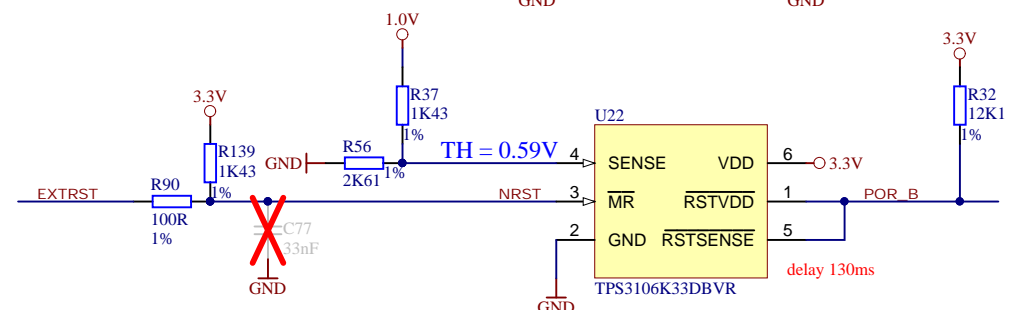 GND
GND
1.0V
3.3V
3.3V
R37
1K43
1%
R32
12K1
1%
U22
R139
1K43
1%
GND
R56
2K61
1%
TH = 0.59V
4
SENSE
VDD
6
3.3V
EXTRST
R90
100R
1%
NRST
3
MR
RSTVDD
1
POR_B
C77
33nF
GND
2
GND
RSTSENSE
5
delay 130ms
TPS3106K33DBVR
GND